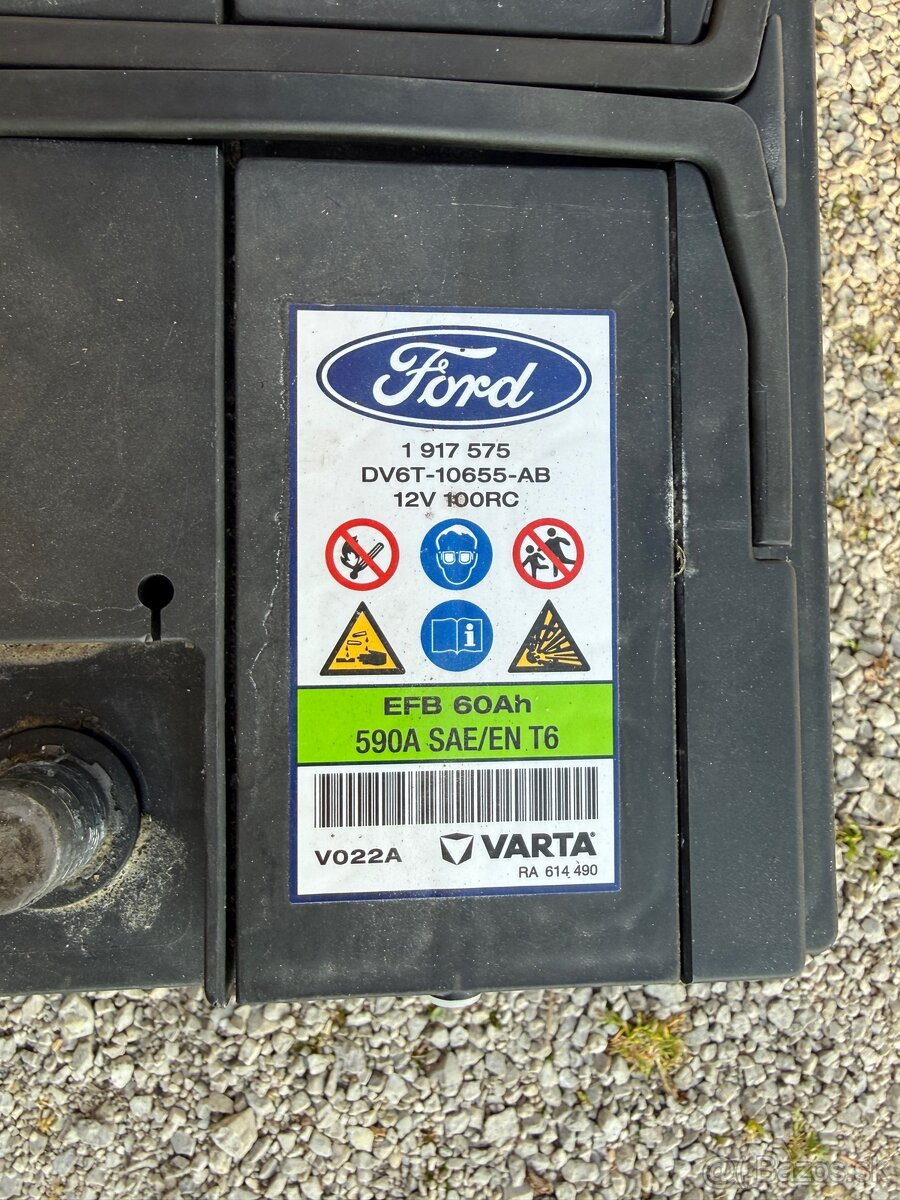 Ford
1 917 575
DV6T-10655-AB
12V 100RC
EFB 60Ah
590A SAE/EN T6
V022A VARTA®
RA 614 490